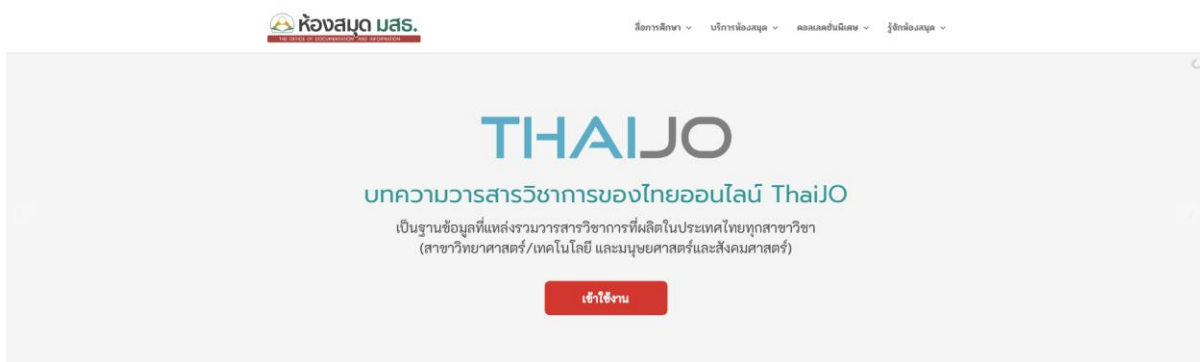 ห้องสมุด มสธ.
THE OFFICE OF DOCUMENTATION AND INFORMATION
สื่อการศึกษา
บริการห้องสมุด
คอลเลคชั่นพิเศษ
รู้จักห้องสมุด
THAIJO
บทความวารสารวิชาการของไทยออนไลน์ ThaiJO
เป็นฐานข้อมูลที่แหล่งรวมวารสารวิชาการที่ผลิตในประเทศไทยทุกสาขาวิชา
(สาขาวิทยาศาสตร์/เทคโนโลยี และมนุษยศาสตร์และสังคมศาสตร์)
เข้าใช้งาน